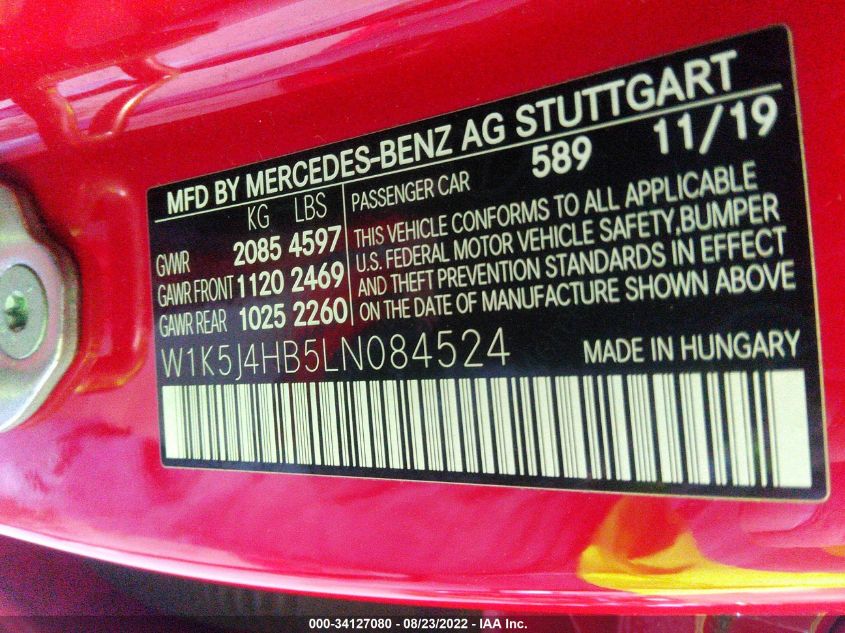 MFD BY MERCEDES-BENZ AG STUTTGART
KG LBS
GVWR 2085 4597
GAWR FRONT 1120 2469
GAWR REAR 1025 2260
PASSENGER CAR 589 11/19
THIS VEHICLE CONFORMS TO ALL APPLICABLE
U.S. FEDERAL MOTOR VEHICLE SAFETY,BUMPER
AND THEFT PREVENTION STANDARDS IN EFFECT
ON THE DATE OF MANUFACTURE SHOWN ABOVE
W1K5J4HB5LN084524 MADE IN HUNGARY
000-34127080 - 08/23/2022 - IAA Inc.